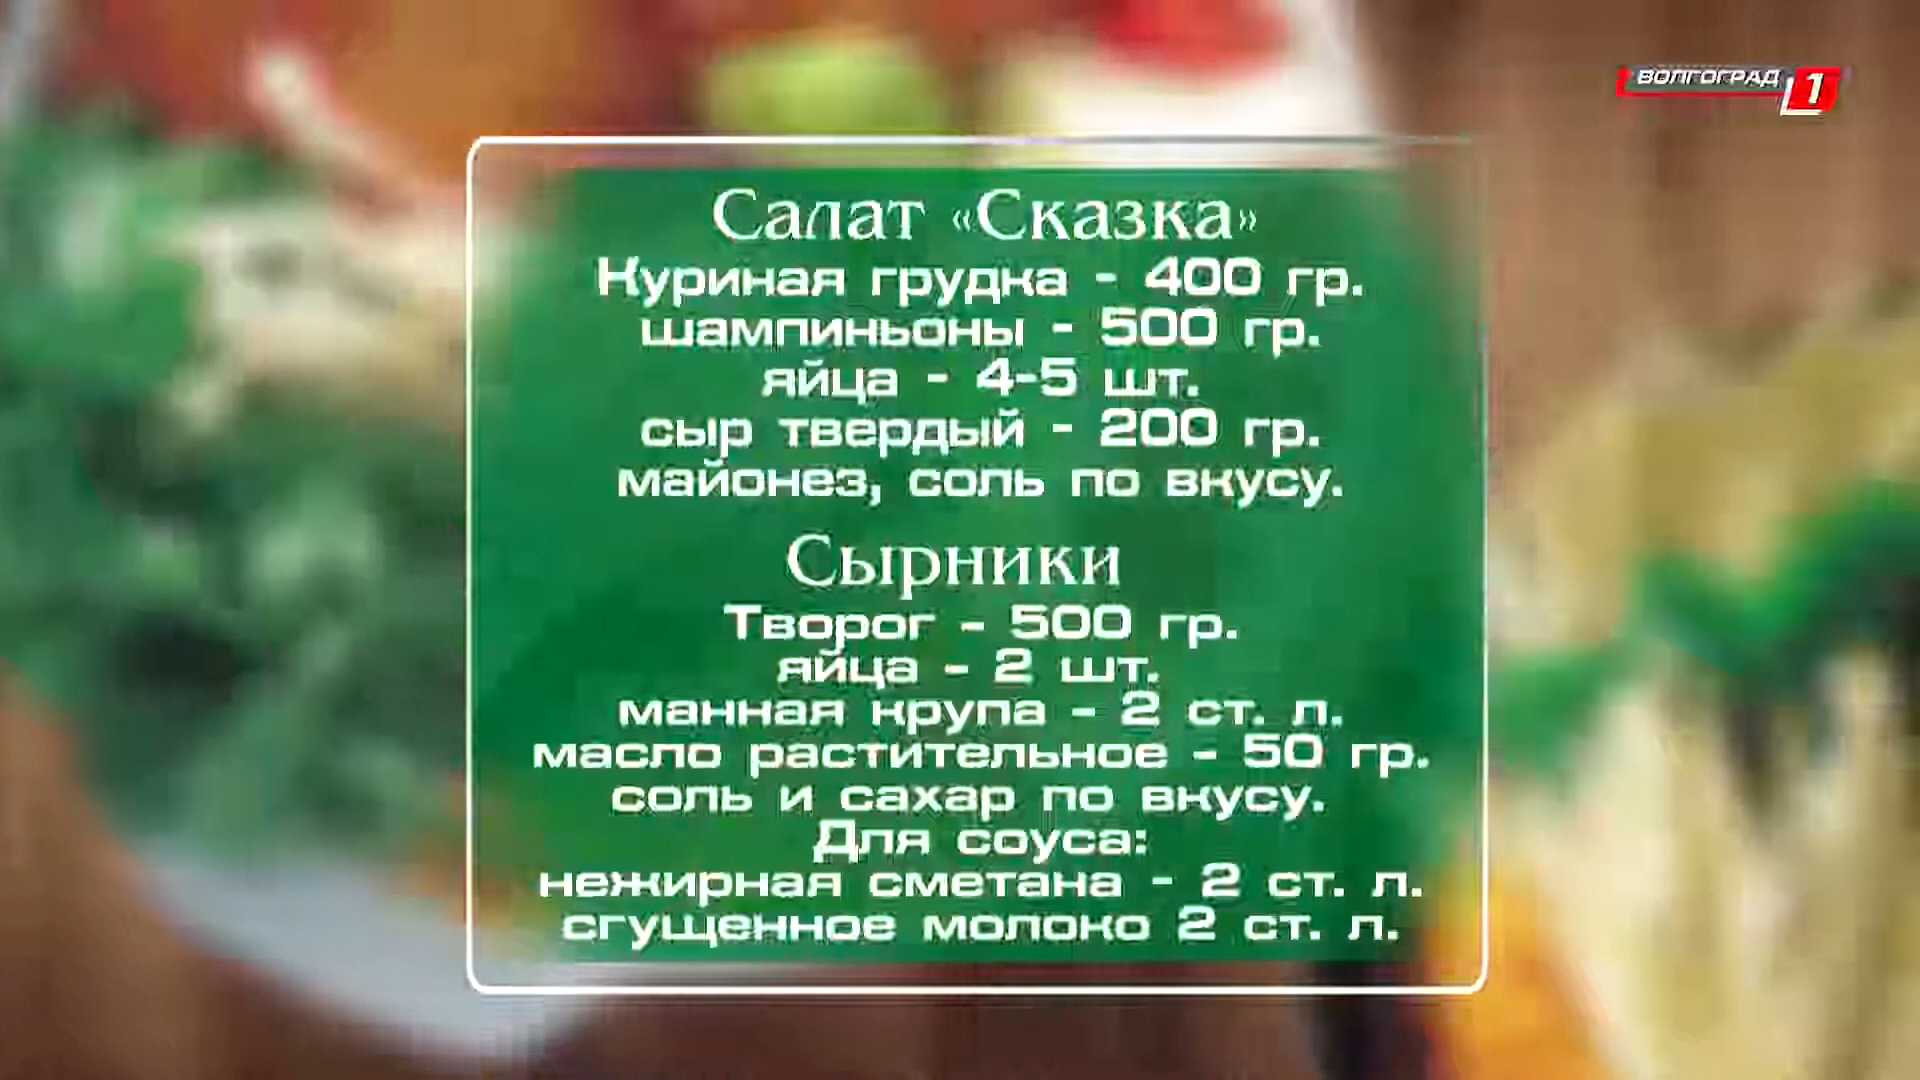 ВОЛГОГРАД 1
Салат «Сказка»
Куриная грудка - 400 гр.
шампиньоны - 500 гр.
яйца - 4-5 шт.
сыр твердый - 200 гр.
майонез, соль по вкусу.
Сырники
Творог - 500 гр.
яйца - 2 шт.
манная крупа - 2 ст. л.
масло растительное - 50 гр.
соль и сахар по вкусу.
Для соуса:
нежирная сметана - 2 ст. л.
сгущенное молоко 2 ст. л.